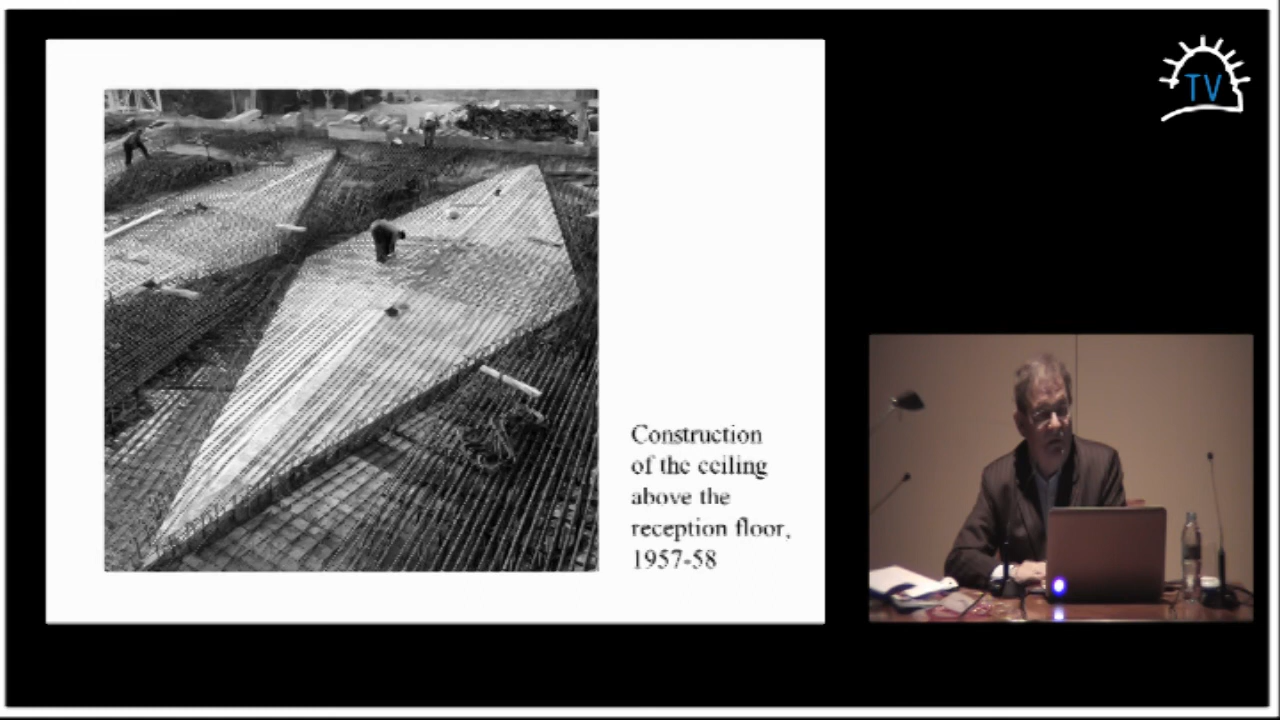 TV
Construction
of the ceiling
above the
reception floor,
1957-58